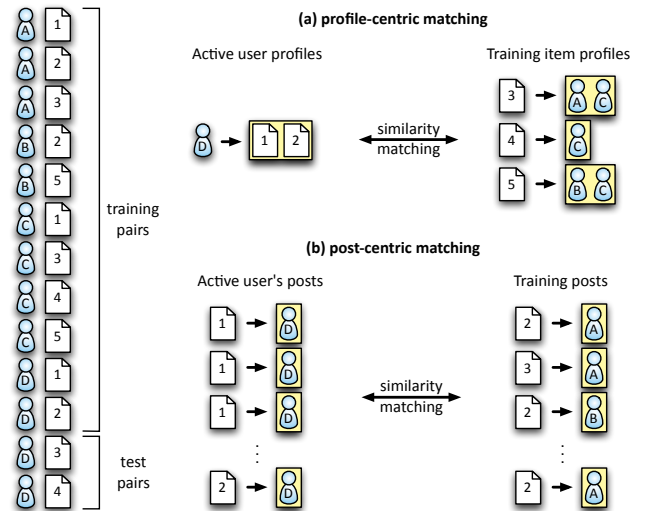 A 1
A 2
A 3
B 2
B 5
C 1
C 3
C 4
C 5
D 1
D 2
D 3
D 4
training
pairs
test
pairs
(a) profile-centric matching
Active user profiles
Training item profiles
D 1 2
similarity
matching
3 A C
4 C
5 B C
(b) post-centric matching
Active user's posts
Training posts
1 D
1 D
1 D
2 D
similarity
matching
2 A
3 A
2 B
2 A